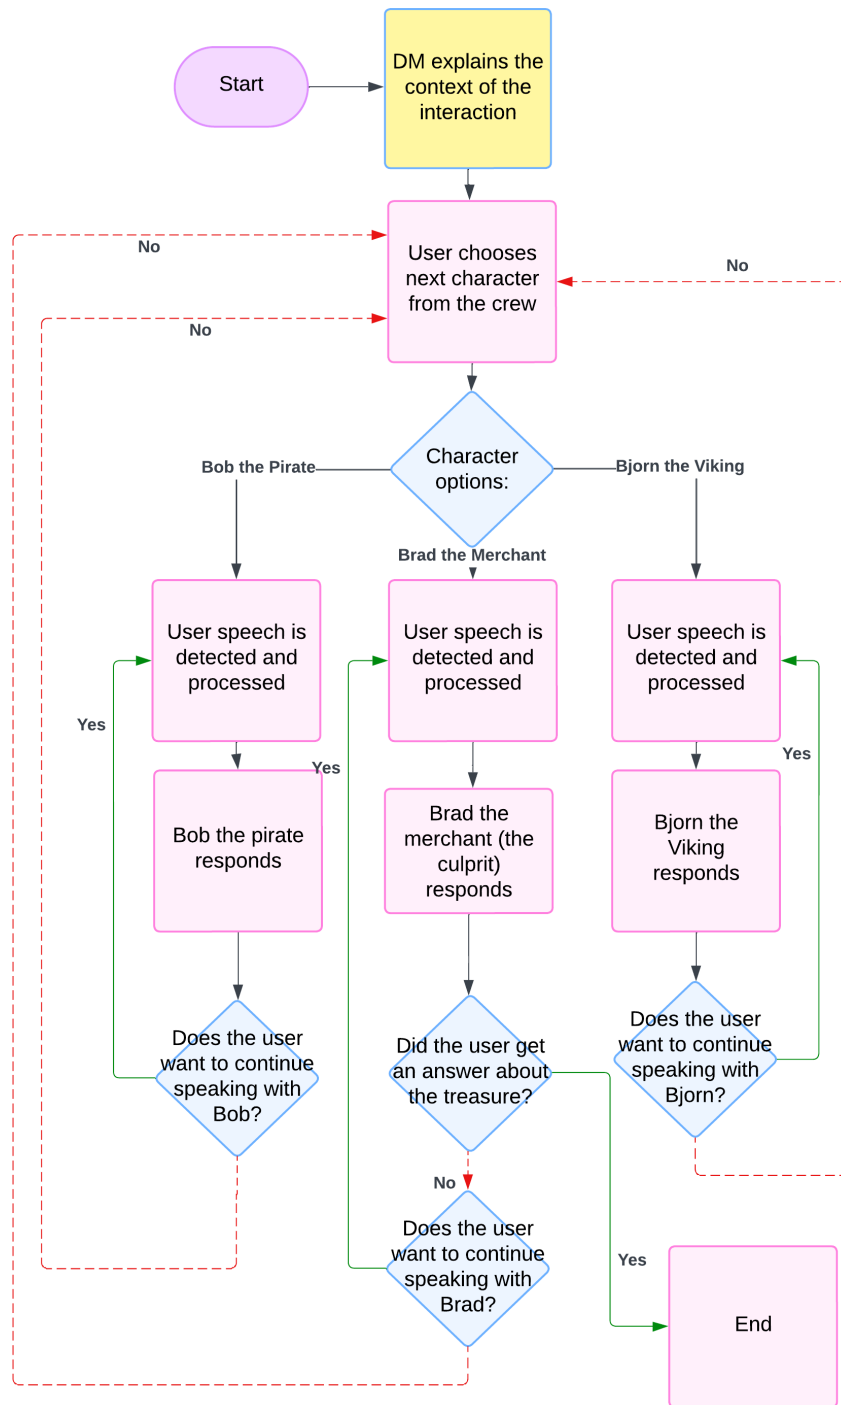 Start
DM explains the
context of the
interaction
No
No
User chooses
next character
from the crew
No
Character
options:
Bob the Pirate
Bjorn the Viking
Brad the Merchant
User speech is
detected and
processed
User speech is
detected and
processed
User speech is
detected and
processed
Yes
Yes
Yes
Bob the pirate
responds
Brad the
merchant (the
culprit)
responds
Bjorn the
Viking
responds
Does the user
want to continue
speaking with
Bob?
Did the user get
an answer about
the treasure?
Does the user
want to continue
speaking with
Bjorn?
No
Does the user
want to continue
speaking with
Brad?
Yes
End